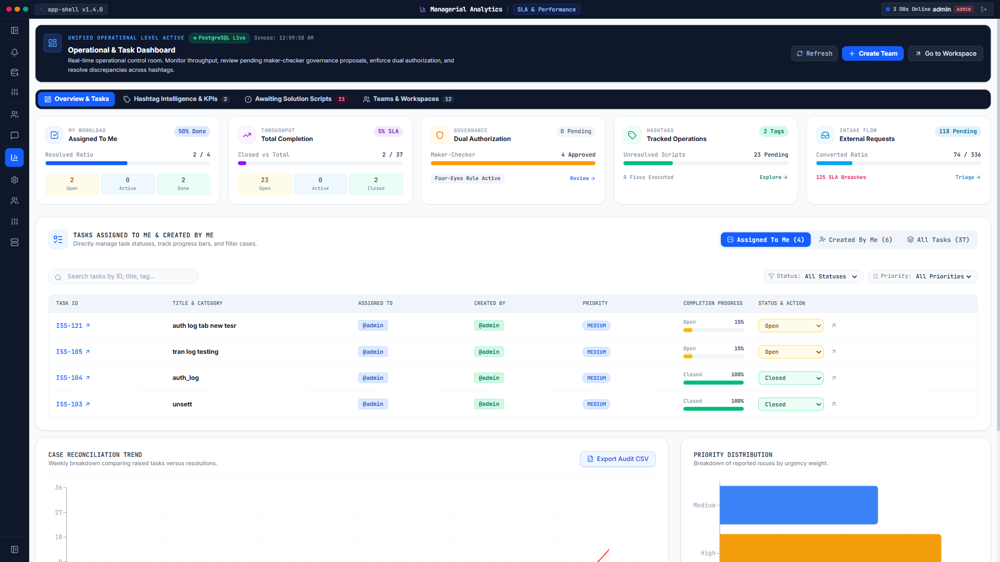 app-shell v1.4.0
Managerial Analytics / SLA & Performance
3 DBs Online admin ADMIN
UNIFIED OPERATIONAL LEVEL ACTIVE PostgreSQL Live Synced: 12:59:58 AM
Operational & Task Dashboard
Real-time operational control room. Monitor throughput, review pending maker-checker governance proposals, enforce dual authorization, and
resolve discrepancies across hashtags.
Refresh
Create Team
Go to Workspace
Overview & Tasks
Hashtag Intelligence & KPIs 2
Awaiting Solution Scripts 23
Teams & Workspaces 12
MY WORKLOAD
Assigned To Me
50% Done
Resolved Ratio 2 / 4
2 Open
0 Active
2 Done
THROUGHPUT
Total Completion
5% SLA
Closed vs Total 2 / 37
23 Open
0 Active
2 Closed
GOVERNANCE
Dual Authorization
0 Pending
Maker-Checker 4 Approved
Four-Eyes Rule Active Review →
HASHTAGS
Tracked Operations
2 Tags
Unresolved Scripts 23 Pending
0 Fixes Executed Explore →
INTAKE FLOW
External Requests
118 Pending
Converted Ratio 74 / 336
125 SLA Breaches Triage →
TASKS ASSIGNED TO ME & CREATED BY ME
Directly manage task statuses, track progress bars, and filter cases.
Assigned To Me (4)
Created By Me (6)
All Tasks (37)
Search tasks by ID, title, tag...
Status: All Statuses
Priority: All Priorities
TASK ID TITLE & CATEGORY ASSIGNED TO CREATED BY PRIORITY COMPLETION PROGRESS STATUS & ACTION
ISS-121 auth log tab new tesr @admin @admin MEDIUM Open 15% Open
ISS-105 tran log testing @admin @admin MEDIUM Open 15% Open
ISS-104 auth_log @admin @admin MEDIUM Closed 100% Closed
ISS-103 unsett @admin @admin MEDIUM Closed 100% Closed
CASE RECONCILIATION TREND
Weekly breakdown comparing raised tasks versus resolutions.
Export Audit CSV
36
27
18
9
PRIORITY DISTRIBUTION
Breakdown of reported issues by urgency weight.
Medium
High